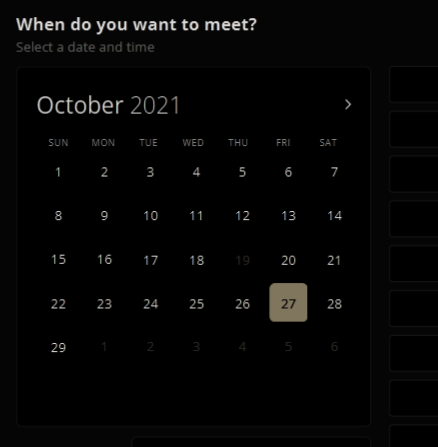 When do you want to meet?
Select a date and time
October 2021 >
SUN MON TUE WED THU FRI SAT
1 2 3 4 5 6 7
8 9 10 11 12 13 14
15 16 17 18 19 20 21
22 23 24 25 26 27 28
29 1 2 3 4 5 6